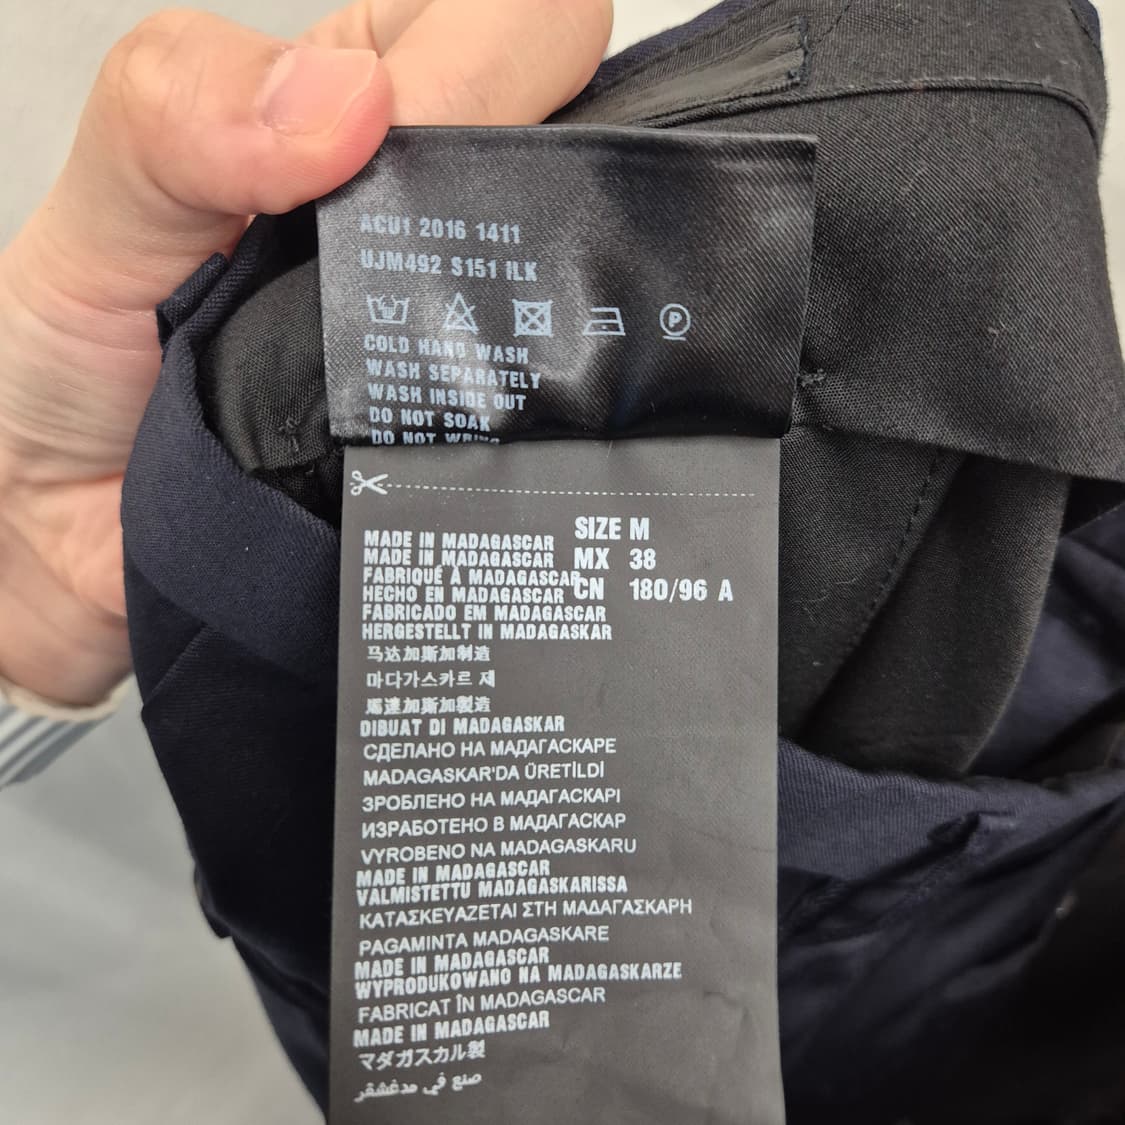 ACU1 2016 1411
UJM492 S151 ILK
P
COLD HAND WASH
WASH SEPARATELY
WASH INSIDE OUT
DO NOT SOAK
DO NOT WRING
SIZE M
MX 38
CN 180/96 A
MADE IN MADAGASCAR
MADE IN MADAGASCAR
FABRIQUÉ À MADAGASCAR
HECHO EN MADAGASCAR
FABRICADO EM MADAGASCAR
HERGESTELLT IN MADAGASKAR
马达加斯加制造
마다가스카르 제
馬達加斯加製造
DIBUAT DI MADAGASKAR
СДЕЛАНО НА МАДАГАСКАРЕ
MADAGASKAR'DA ÜRETİLDİ
ЗРОБЛЕНО НА МАДАГАСКАРІ
ИЗРАБОТЕНО В МАДАГАСКАР
VYROBENO NA MADAGASKARU
MADE IN MADAGASCAR
VALMISTETTU MADAGASKARISSA
ΚΑΤΑΣΚΕΥΑΖΕΤΑΙ ΣΤΗ ΜΑΔΑΓΑΣΚΑΡΗ
PAGAMINTA MADAGASKARE
MADE IN MADAGASCAR
WYPRODUKOWANO NA MADAGASKARZE
FABRICAT ÎN MADAGASCAR
MADE IN MADAGASCAR
マダガスカル製
صنع في مدغشقر